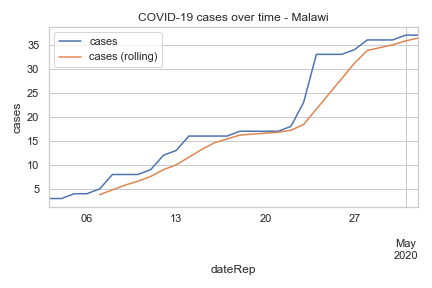 COVID-19 cases over time - Malawi
cases
cases (rolling)
cases
35
30
25
20
15
10
5
06
13
20
27
May
2020
dateRep